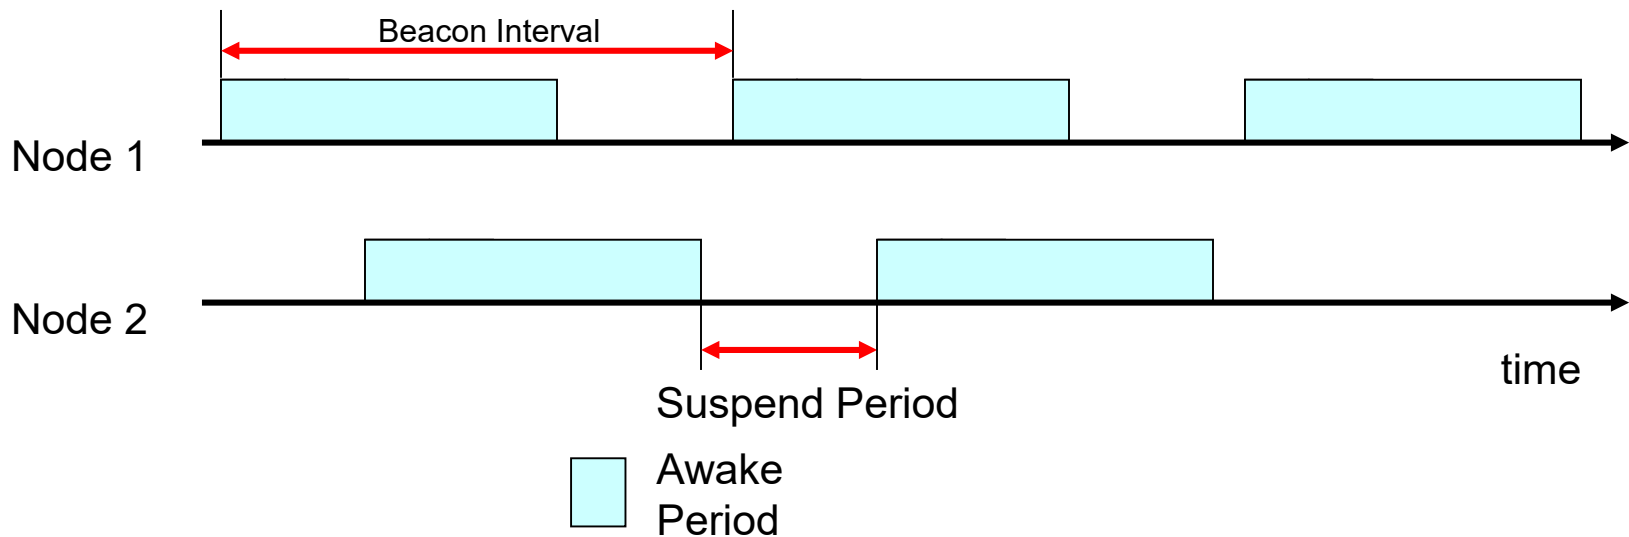 Beacon Interval
Node 1
Node 2
time
Suspend Period
Awake
Period